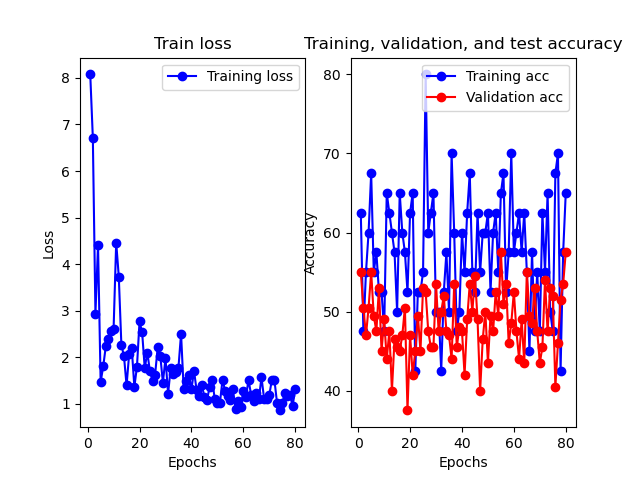 Train loss
Training, validation, and test accuracy
Training loss
Training acc
Validation acc
Loss
8
7
6
5
4
3
2
1
0
20
40
60
80
Epochs
Accuracy
80
70
60
50
40
0
20
40
60
80
Epochs